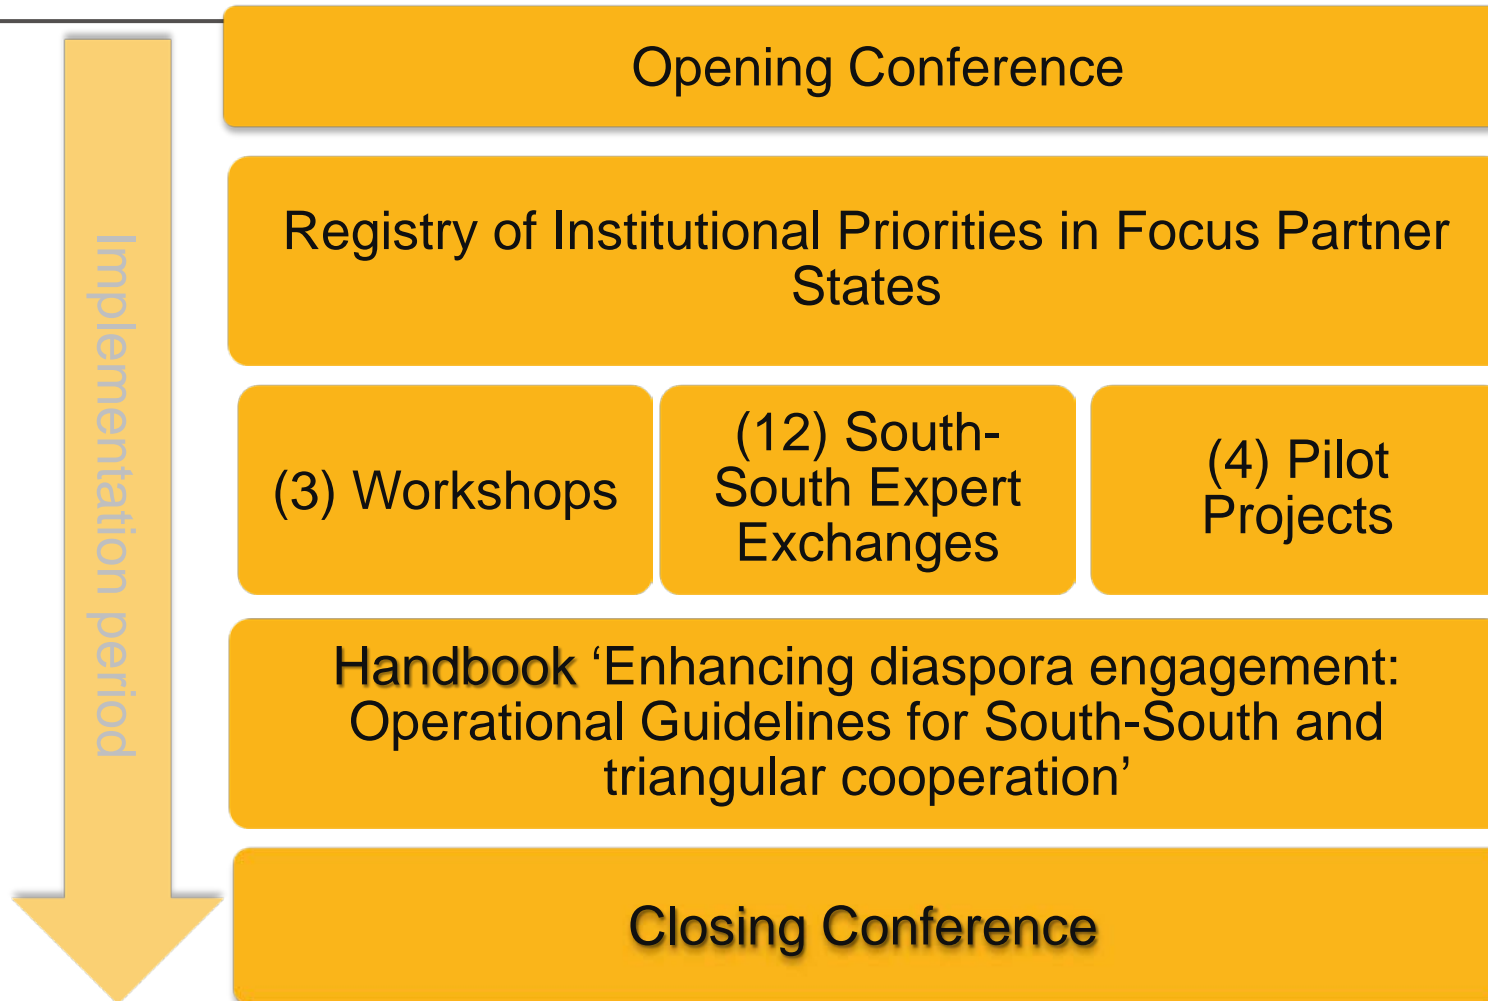 Opening Conference
Implementation period
Registry of Institutional Priorities in Focus Partner
States
(3) Workshops
(12) South-
South Expert
Exchanges
(4) Pilot
Projects
Handbook ‘Enhancing diaspora engagement:
Operational Guidelines for South-South and
triangular cooperation’
Closing Conference